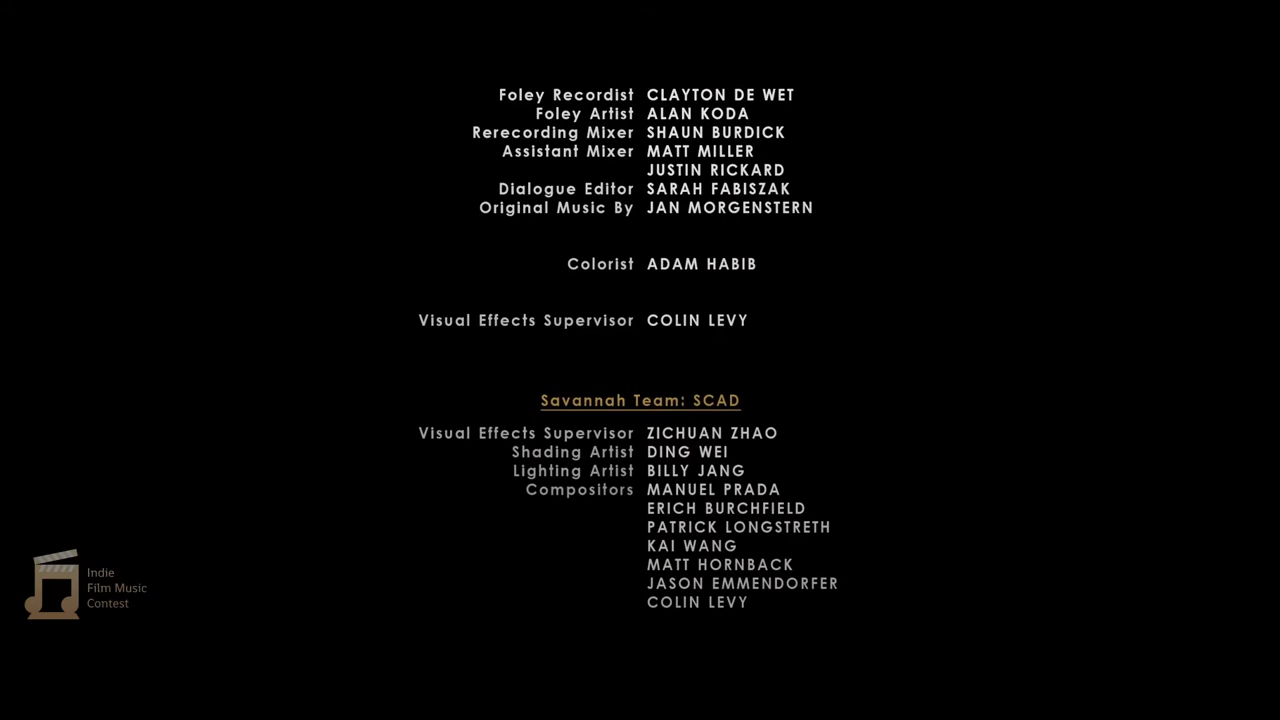 Foley Recordist CLAYTON DE WET
Foley Artist ALAN KODA
Rerecording Mixer SHAUN BURDICK
Assistant Mixer MATT MILLER
JUSTIN RICKARD
Dialogue Editor SARAH FABISZAK
Original Music By JAN MORGENSTERN
Colorist ADAM HABIB
Visual Effects Supervisor COLIN LEVY
Savannah Team: SCAD
Visual Effects Supervisor ZICHUAN ZHAO
Shading Artist DING WEI
Lighting Artist BILLY JANG
Compositors MANUEL PRADA
ERICH BURCHFIELD
PATRICK LONGSTRETH
KAI WANG
MATT HORNBACK
JASON EMMENDORFER
COLIN LEVY
Indie
Film Music
Contest